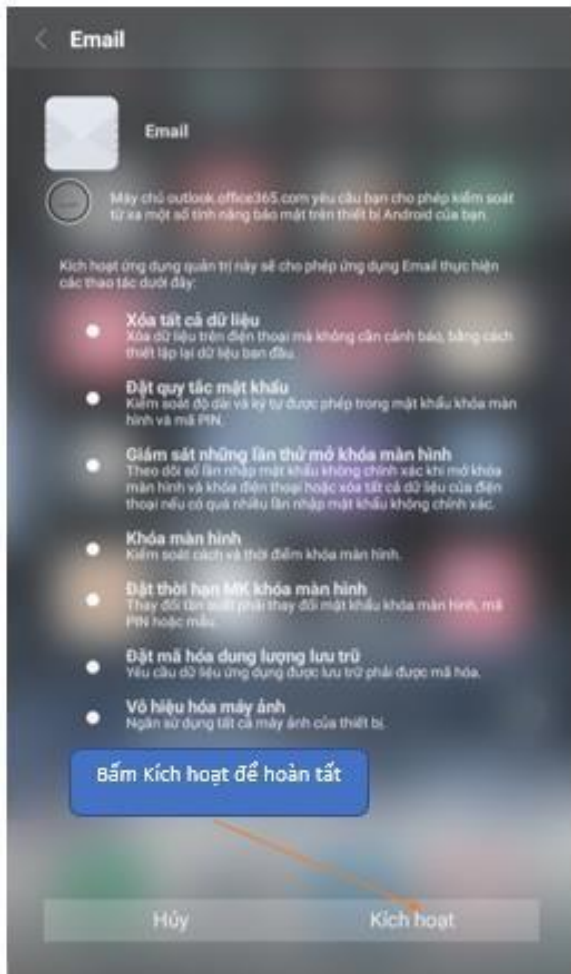 Email
Email
Máy chủ outlook.office365.com yêu cầu bạn cho phép kiểm soát
từ xa một số tính năng bảo mật trên thiết bị Android của bạn.
Kích hoạt ứng dụng quản trị này sẽ cho phép ứng dụng Email thực hiện
các thao tác dưới đây:
Xóa tất cả dữ liệu
Xóa dữ liệu trên điện thoại mà không cần cảnh báo, bằng cách
thiết lập lại dữ liệu ban đầu.
Đặt quy tắc mật khẩu
Kiểm soát độ dài và ký tự được phép trong mật khẩu khóa màn
hình và mã PIN.
Giám sát những lần thử mở khóa màn hình
Theo dõi số lần nhập mật khẩu không chính xác khi mở khóa
màn hình và khóa điện thoại hoặc xóa tất cả dữ liệu của điện
thoại nếu có quá nhiều lần nhập mật khẩu không chính xác.
Khóa màn hình
Kiểm soát cách và thời điểm khóa màn hình.
Đặt thời hạn MK khóa màn hình
Thay đổi tần suất phải thay đổi mật khẩu khóa màn hình, mã
PIN hoặc mẫu.
Đặt mã hóa dung lượng lưu trữ
Yêu cầu dữ liệu ứng dụng được lưu trữ phải được mã hóa.
Vô hiệu hóa máy ảnh
Ngăn sử dụng tất cả máy ảnh của thiết bị.
Bấm Kích hoạt để hoàn tất
Hủy
Kích hoạt